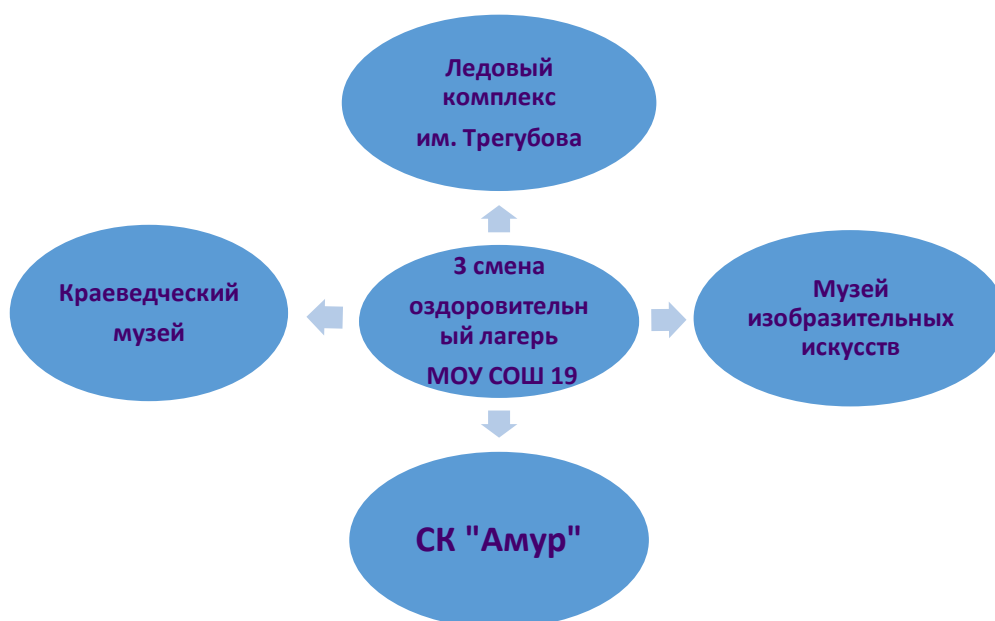 Ледовый
комплекс
им. Трегубова
Краеведческий
музей
3 смена
оздоровительн
ый лагерь
МОУ СОШ 19
Музей
изобразительных
искусств
СК "Амур"